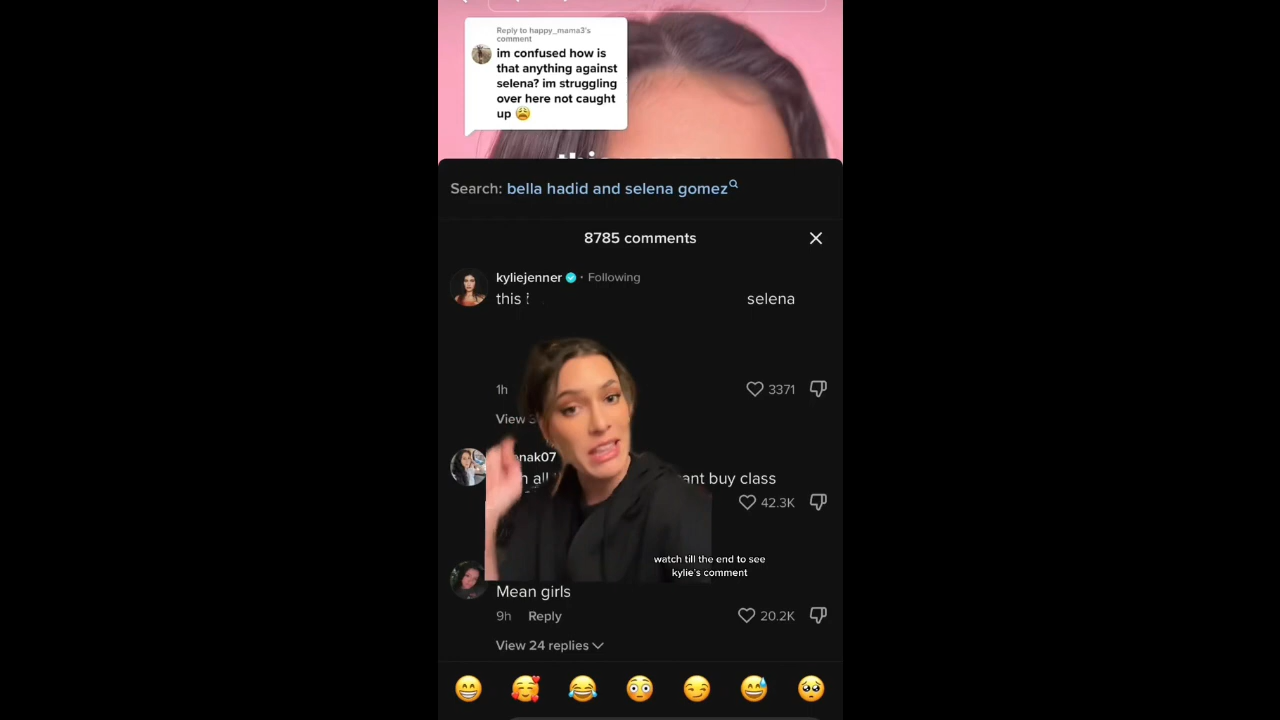 Reply to happy_mama3's
comment
im confused how is
that anything against
selena? im struggling
over here not caught
up 😩
Search: bella hadid and selena gomez
8785 comments
kyliejenner · Following
this selena
1h 3371
View
nak07
all ant buy class
42.3K
watch till the end to see
kylie's comment
Mean girls
9h Reply 20.2K
View 24 replies